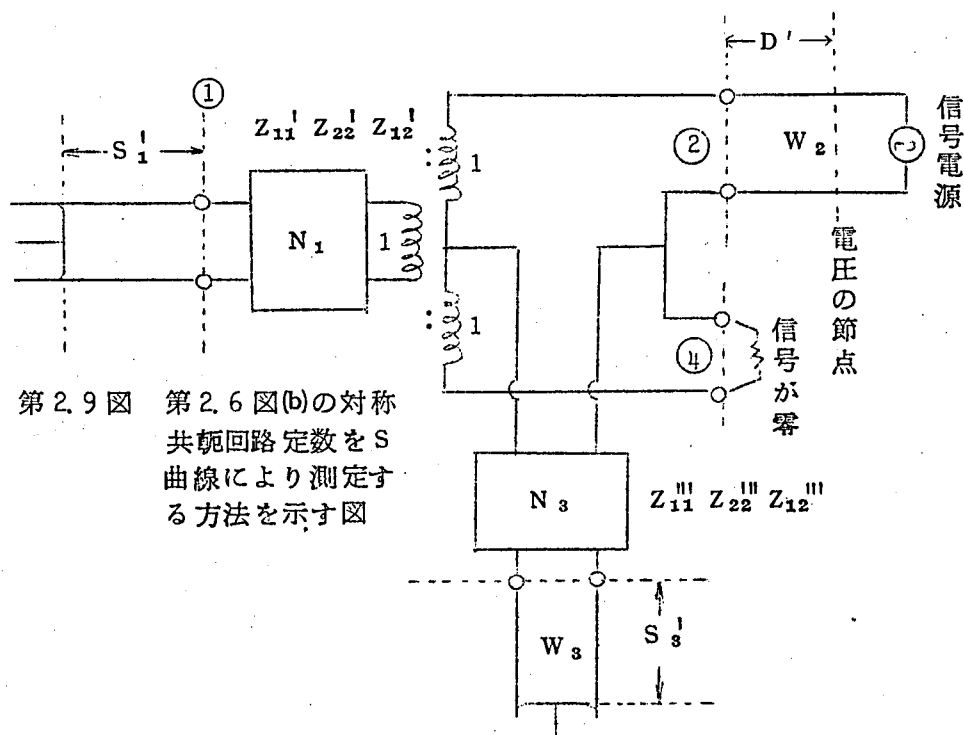 D'
①
Z₁₁' Z₂₂' Z₁₂'
S₁'
N₁
1
1
1
②
W₂
信号電源
電圧の節点
④
信号が零
第2.9図 第2.6図(b)の対称
共軛回路定数をS
曲線により測定す
る方法を示す図
N₃
Z₁₁''' Z₂₂''' Z₁₂'''
W₃
S₃'